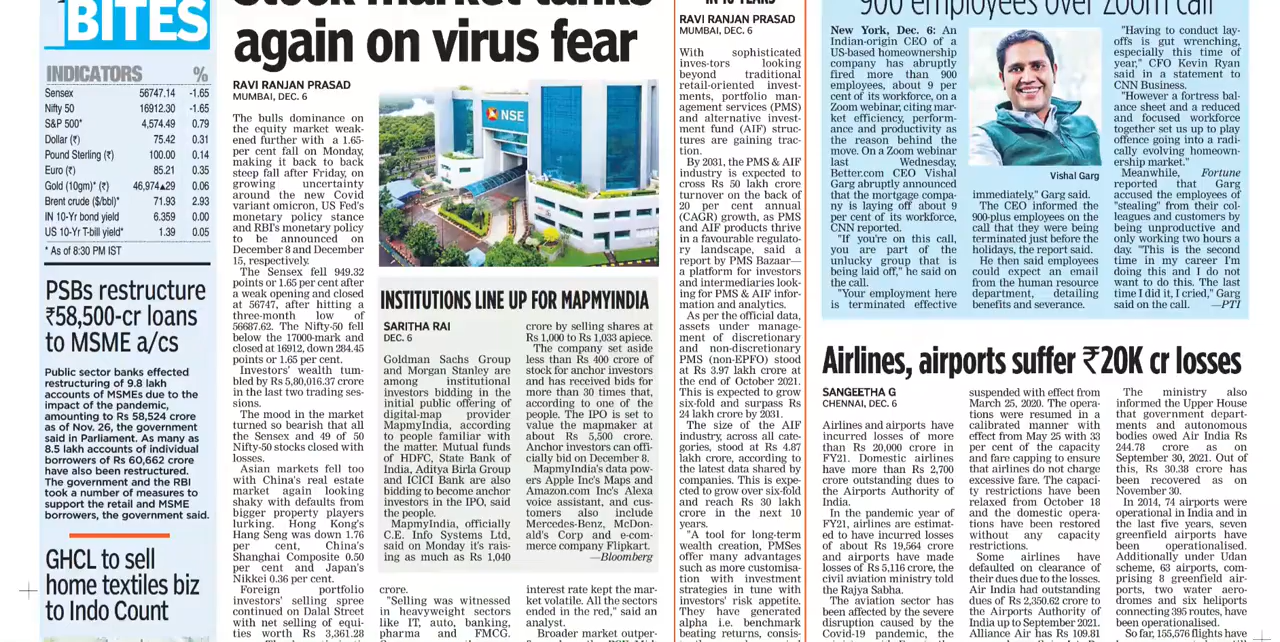 BITES
INDICATORS %
Sensex 56747.14 -1.65
Nifty 50 16912.30 -1.65
S&P 500* 4,574.49 0.79
Dollar (₹) 75.42 0.31
Pound Sterling (₹) 100.00 0.14
Euro (₹) 85.21 0.35
Gold (10gm)* (₹) 46,974▲29 0.06
Brent crude ($/bbl)* 71.93 2.93
IN 10-Yr bond yield 6.359 0.00
US 10-Yr T-bill yield* 1.39 0.05
* As of 8:30 PM IST
PSBs restructure
₹58,500-cr loans
to MSME a/cs
Public sector banks effected
restructuring of 9.8 lakh
accounts of MSMEs due to the
impact of the pandemic,
amounting to Rs 58,524 crore
as of Nov. 26, the government
said in Parliament. As many as
8.5 lakh accounts of individual
borrowers of Rs 60,662 crore
have also been restructured.
The government and the RBI
took a number of measures to
support the retail and MSME
borrowers, the government said.
GHCL to sell
home textiles biz
to Indo Count
Stock market tanks
again on virus fear
RAVI RANJAN PRASAD
MUMBAI, DEC. 6
The bulls dominance on
the equity market weak-
ened further with a 1.65-
per cent fall on Monday,
making it back to back
steep fall after Friday, on
growing uncertainty
around the new Covid
variant omicron, US Fed's
monetary policy stance
and RBI's monetary policy
to be announced on
December 8 and December
15, respectively.
The Sensex fell 949.32
points or 1.65 per cent after
a weak opening and closed
at 56747, after hitting a
three-month low of
56687.62. The Nifty-50 fell
below the 17000-mark and
closed at 16912, down 284.45
points or 1.65 per cent.
Investors' wealth tum-
bled by Rs 5,80,016.37 crore
in the last two trading ses-
sions.
The mood in the market
turned so bearish that all
the Sensex and 49 of 50
Nifty-50 stocks closed with
losses.
Asian markets fell too
with China's real estate
market again looking
shaky with defaults from
bigger property players
lurking. Hong Kong's
Hang Seng was down 1.76
per cent, China's
Shanghai Composite 0.50
per cent and Japan's
Nikkei 0.36 per cent.
Foreign portfolio
investors' selling spree
continued on Dalal Street
with net selling of equi-
ties worth Rs 3,361.28
NSE
INSTITUTIONS LINE UP FOR MAPMYINDIA
SARITHA RAI
DEC. 6
Goldman Sachs Group
and Morgan Stanley are
among institutional
investors bidding in the
initial public offering of
digital-map provider
MapmyIndia, according
to people familiar with
the matter. Mutual funds
of HDFC, State Bank of
India, Aditya Birla Group
and ICICI Bank are also
bidding to become anchor
investors in the IPO, said
the people.
MapmyIndia, officially
C.E. Info Systems Ltd,
said on Monday it's rais-
ing as much as Rs 1,040
crore by selling shares at
Rs 1,000 to Rs 1,033 apiece.
The company set aside
less than Rs 400 crore of
stock for anchor investors
and has received bids for
more than 30 times that,
according to one of the
people. The IPO is set to
value the mapmaker at
about Rs 5,500 crore.
Anchor investors can offi-
cially bid on December 8.
MapmyIndia's data pow-
ers Apple Inc's Maps and
Amazon.com Inc's Alexa
voice assistant, and cus-
tomers also include
Mercedes-Benz, McDon-
ald's Corp and e-com-
merce company Flipkart.
—Bloomberg
crore.
"Selling was witnessed
in heavyweight sectors
like IT, auto, banking,
pharma and FMCG.
interest rate kept the mar-
ket volatile. All the sectors
ended in the red," said an
analyst.
Broader market outper-
IN 10 YEARS
RAVI RANJAN PRASAD
MUMBAI, DEC. 6
With sophisticated
inves-tors looking
beyond traditional
retail-oriented invest-
ments, portfolio man-
agement services (PMS)
and alternative invest-
ment fund (AIF) struc-
tures are gaining trac-
tion.
By 2031, the PMS & AIF
industry is expected to
cross Rs 50 lakh crore
turnover on the back of
20 per cent annual
(CAGR) growth, as PMS
and AIF products thrive
in a favourable regulato-
ry landscape, said a
report by PMS Bazaar—
a platform for investors
and intermediaries look-
ing for PMS & AIF infor-
mation and analytics.
As per the official data,
assets under manage-
ment of discretionary
and non-discretionary
PMS (non-EPFO) stood
at Rs 3.97 lakh crore at
the end of October 2021.
This is expected to grow
six-fold and surpass Rs
24 lakh crore by 2031.
The size of the AIF
industry, across all cate-
gories, stood at Rs 4.87
lakh crore, according to
the latest data shared by
companies. This is expe-
cted to grow over six-fold
and reach Rs 30 lakh
crore in the next 10
years.
"A tool for long-term
wealth creation, PMSes
offer many advantages
such as more customisa-
tion with investment
strategies in tune with
investors' risk appetite.
They have generated
alpha i.e. benchmark
beating returns, consis-
900 employees over Zoom call
New York, Dec. 6: An
Indian-origin CEO of a
US-based homeownership
company has abruptly
fired more than 900
employees, about 9 per
cent of its workforce, on a
Zoom webinar, citing mar-
ket efficiency, perform-
ance and productivity as
the reason behind the
move. On a Zoom webinar
last Wednesday,
Better.com CEO Vishal
Garg abruptly announced
that the mortgage compa-
ny is laying off about 9
per cent of its workforce,
CNN reported.
"If you're on this call,
you are part of the
unlucky group that is
being laid off," he said on
the call.
"Your employment here
is terminated effective
Vishal Garg
immediately," Garg said.
The CEO informed the
900-plus employees on the
call that they were being
terminated just before the
holidays, the report said.
He then said employees
could expect an email
from the human resource
department, detailing
benefits and severance.
"Having to conduct lay-
offs is gut wrenching,
especially this time of
year," CFO Kevin Ryan
said in a statement to
CNN Business.
"However a fortress bal-
ance sheet and a reduced
and focused workforce
together set us up to play
offence going into a radi-
cally evolving homeown-
ership market."
Meanwhile, Fortune
reported that Garg
accused the employees of
"stealing" from their col-
leagues and customers by
being unproductive and
only working two hours a
day. "This is the second
time in my career I'm
doing this and I do not
want to do this. The last
time I did it, I cried," Garg
said on the call. —PTI
Airlines, airports suffer ₹20K cr losses
SANGEETHA G
CHENNAI, DEC. 6
Airlines and airports have
incurred losses of more
than Rs 20,000 crore in
FY21. Domestic airlines
have more than Rs 2,700
crore outstanding dues to
the Airports Authority of
India.
In the pandemic year of
FY21, airlines are estimat-
ed to have incurred losses
of about Rs 19,564 crore
and airports have made
losses of Rs 5,116 crore, the
civil aviation ministry told
the Rajya Sabha.
The aviation sector has
been affected by the severe
disruption caused by the
Covid-19 pandemic,
suspended with effect from
March 25, 2020. The opera-
tions were resumed in a
calibrated manner with
effect from May 25 with 33
per cent of the capacity
and fare capping to ensure
that airlines do not charge
excessive fare. The capaci-
ty restrictions have been
relaxed from October 18
and the domestic opera-
tions have been restored
without any capacity
restrictions.
Some airlines have
defaulted on clearance of
their dues due to the losses.
Air India had outstanding
dues of Rs 2,350.62 crore to
the Airports Authority of
India up to September 2021.
Alliance Air has Rs 109.81
The ministry also
informed the Upper House
that government depart-
ments and autonomous
bodies owed Air India Rs
244.78 crore as on
September 30, 2021. Out of
this, Rs 30.38 crore has
been recovered as on
November 30.
In 2014, 74 airports were
operational in India and in
the last five years, seven
greenfield airports have
been operationalised.
Additionally under Udan
scheme, 63 airports, com-
prising 8 greenfield air-
ports, two water aero-
dromes and six heliports
connecting 395 routes, have
been operationalised.
So far, 155,571 flights have